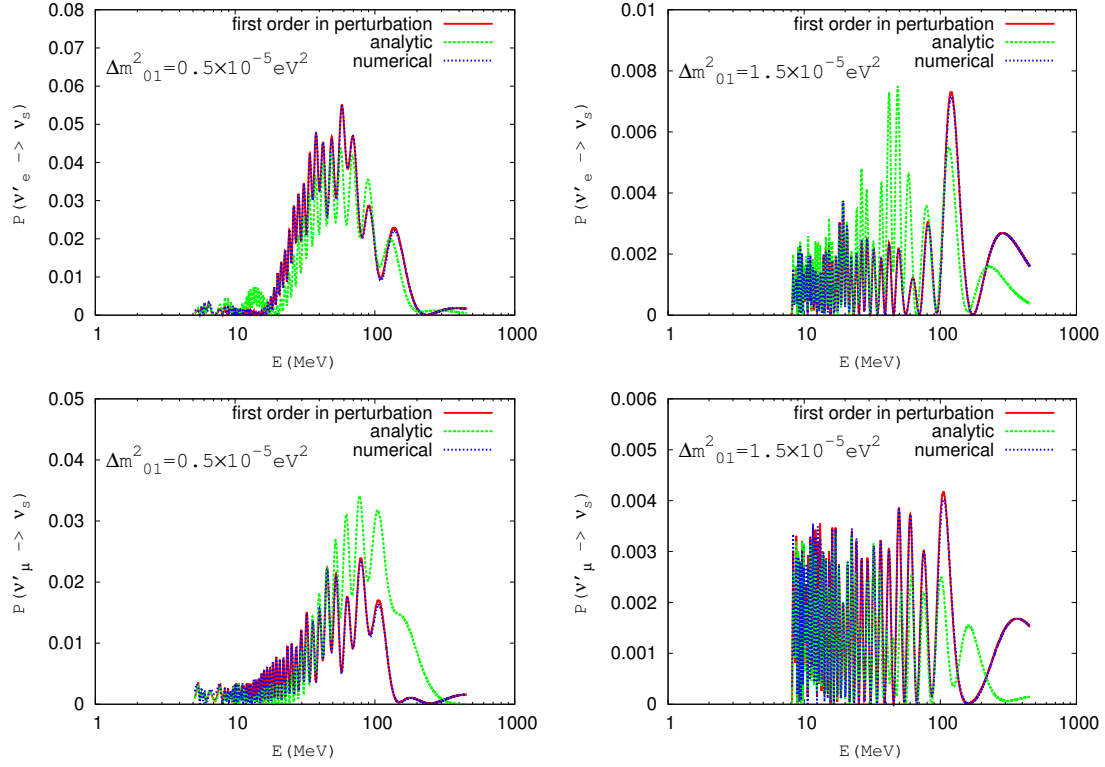 P(ν'e -> νs)
0.08
0.07
0.06
0.05
0.04
0.03
0.02
0.01
0
first order in perturbation
analytic
numerical
Δm²₀₁=0.5×10⁻⁵eV²
1
10
100
1000
E(MeV)
P(ν'e -> νs)
0.01
0.008
0.006
0.004
0.002
0
first order in perturbation
analytic
numerical
Δm²₀₁=1.5×10⁻⁵eV²
1
10
100
1000
E(MeV)
P(ν'μ -> νs)
0.05
0.04
0.03
0.02
0.01
0
first order in perturbation
analytic
numerical
Δm²₀₁=0.5×10⁻⁵eV²
1
10
100
1000
E(MeV)
P(ν'μ -> νs)
0.006
0.005
0.004
0.003
0.002
0.001
0
first order in perturbation
analytic
numerical
Δm²₀₁=1.5×10⁻⁵eV²
1
10
100
1000
E(MeV)